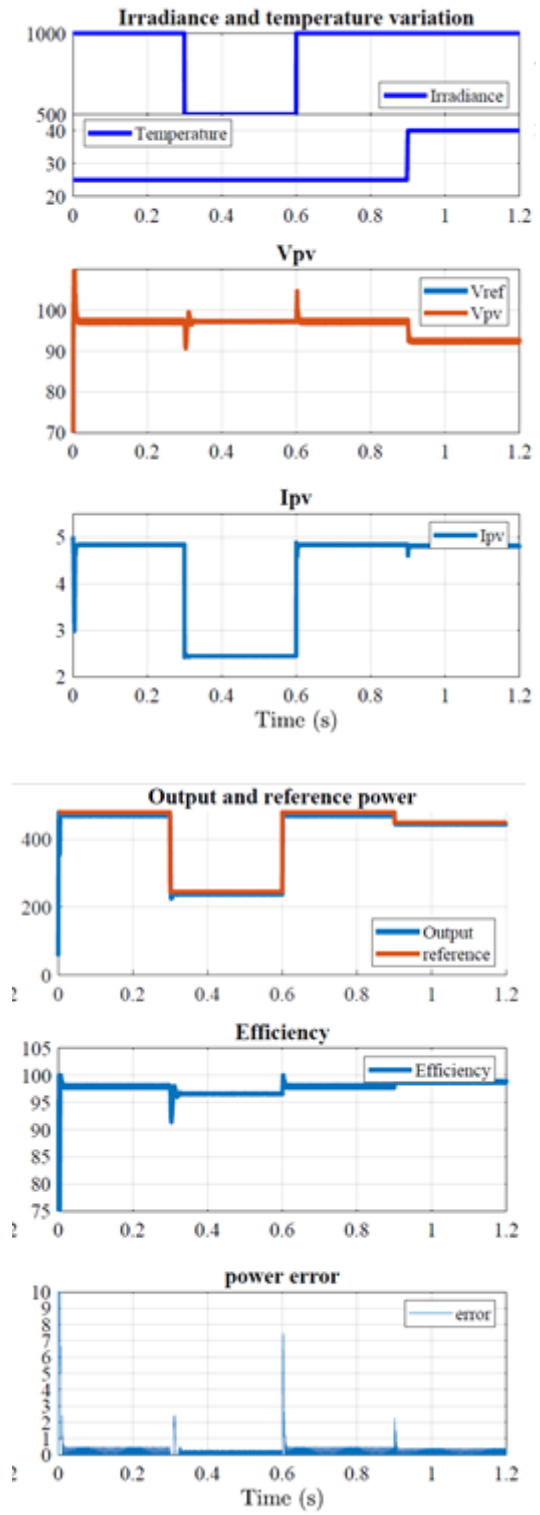 Irradiance and temperature variation
1000
Irradiance
500
40
Temperature
30
20
0 0.2 0.4 0.6 0.8 1 1.2
Vpv
100
Vref
Vpv
90
80
70
0 0.2 0.4 0.6 0.8 1 1.2
Ipv
5
Ipv
4
3
2
0 0.2 0.4 0.6 0.8 1 1.2
Time (s)
Output and reference power
400
200
Output
reference
0
2 0 0.2 0.4 0.6 0.8 1 1.2
Efficiency
105
100
Efficiency
95
90
85
80
75
2 0 0.2 0.4 0.6 0.8 1 1.2
power error
10
9
error
8
7
6
5
4
3
2
1
0
2 0 0.2 0.4 0.6 0.8 1 1.2
Time (s)